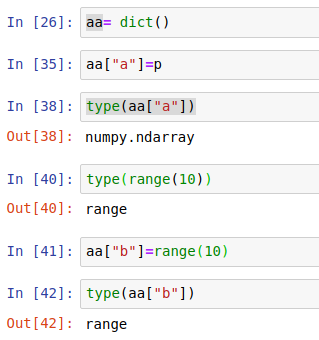 In [26]: aa= dict()
In [35]: aa["a"]=p
In [38]: type(aa["a"])
Out[38]: numpy.ndarray
In [40]: type(range(10))
Out[40]: range
In [41]: aa["b"]=range(10)
In [42]: type(aa["b"])
Out[42]: range